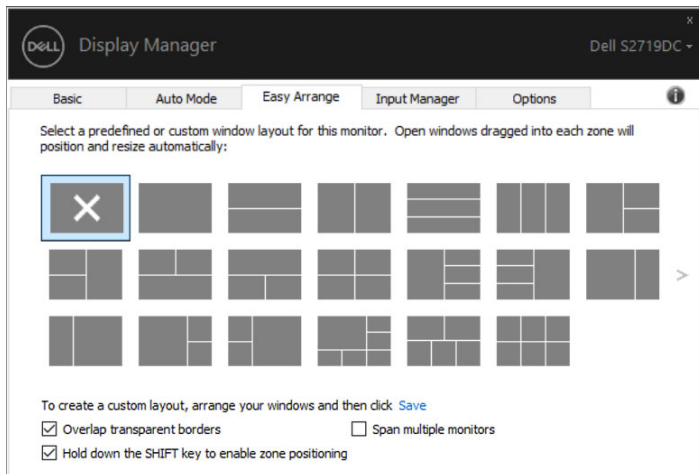 x
DELL
Display Manager
Dell S2719DC
Basic
Auto Mode
Easy Arrange
Input Manager
Options
Select a predefined or custom window layout for this monitor. Open windows dragged into each zone will
position and resize automatically:
To create a custom layout, arrange your windows and then click Save
Overlap transparent borders
Span multiple monitors
Hold down the SHIFT key to enable zone positioning